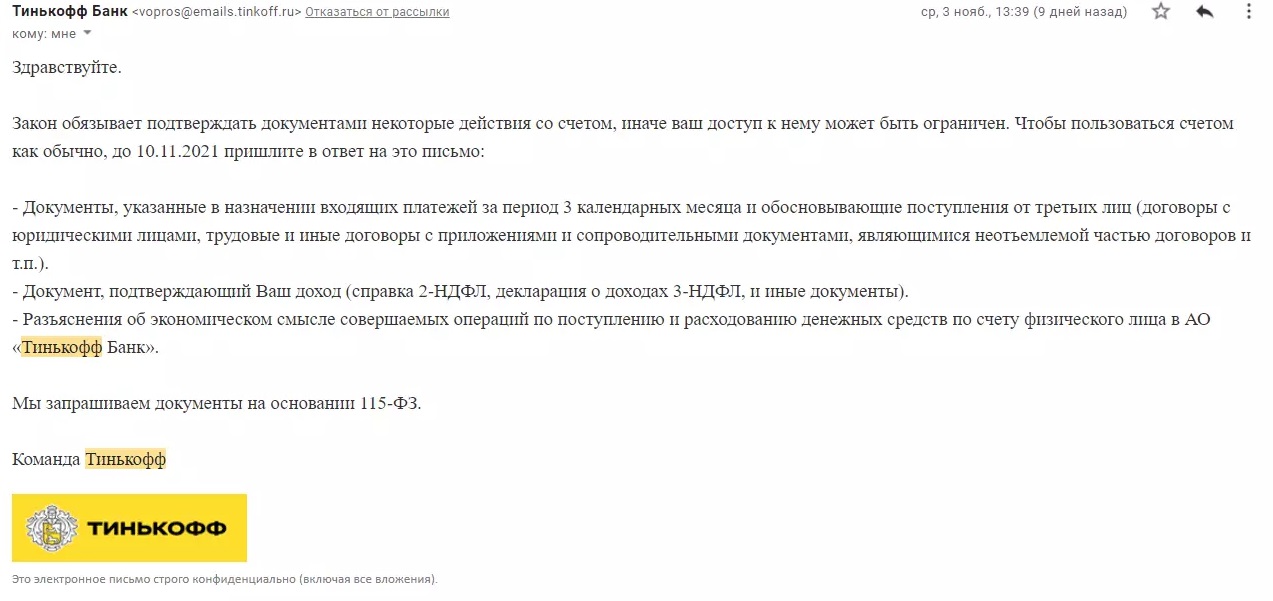 Тинькофф Банк <vopros@emails.tinkoff.ru> Отказаться от рассылки
ср, 3 нояб., 13:39 (9 дней назад)
кому: мне
Здравствуйте.
Закон обязывает подтверждать документами некоторые действия со счетом, иначе ваш доступ к нему может быть ограничен. Чтобы пользоваться счетом
как обычно, до 10.11.2021 пришлите в ответ на это письмо:
- Документы, указанные в назначении входящих платежей за период 3 календарных месяца и обосновывающие поступления от третьих лиц (договоры с
юридическими лицами, трудовые и иные договоры с приложениями и сопроводительными документами, являющимися неотъемлемой частью договоров и
т.п.).
- Документ, подтверждающий Ваш доход (справка 2-НДФЛ, декларация о доходах 3-НДФЛ, и иные документы).
- Разъяснения об экономическом смысле совершаемых операций по поступлению и расходованию денежных средств по счету физического лица в АО
«Тинькофф Банк».
Мы запрашиваем документы на основании 115-ФЗ.
Команда Тинькофф
ТИНЬКОФФ
Это электронное письмо строго конфиденциально (включая все вложения).